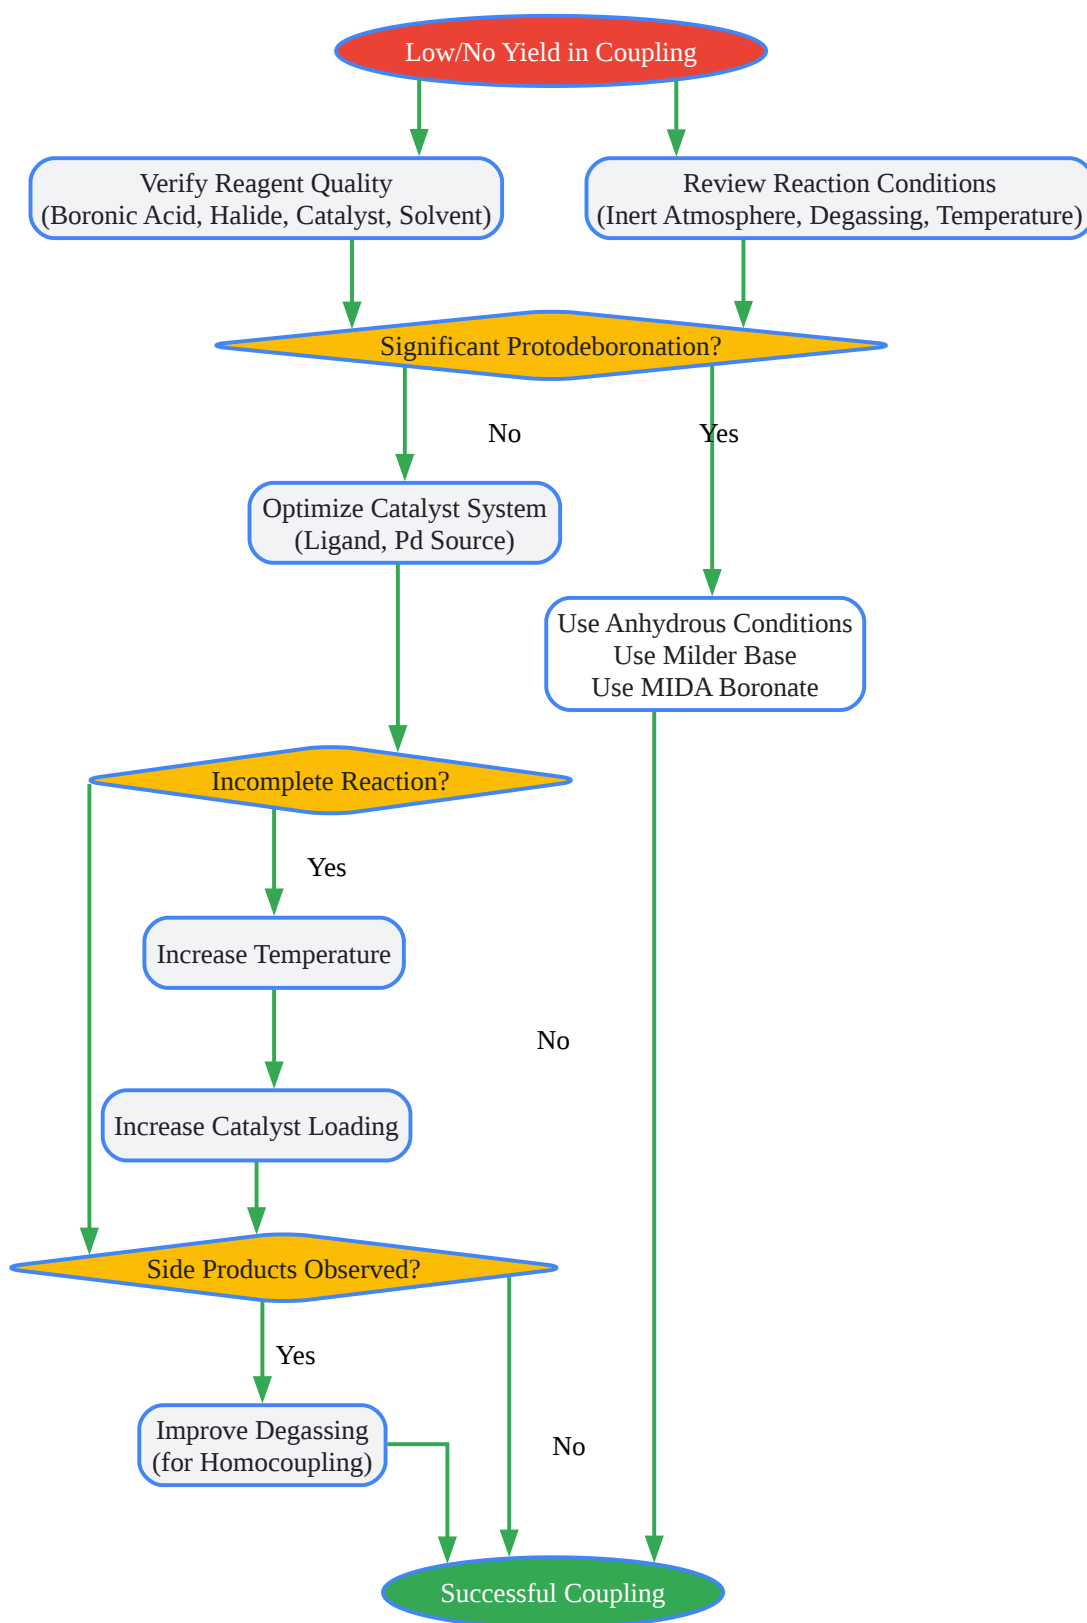 Low/No Yield in Coupling
Verify Reagent Quality
(Boronic Acid, Halide, Catalyst, Solvent)
Review Reaction Conditions
(Inert Atmosphere, Degassing, Temperature)
Significant Protodeboronation?
No
Yes
Optimize Catalyst System
(Ligand, Pd Source)
Use Anhydrous Conditions
Use Milder Base
Use MIDA Boronate
Incomplete Reaction?
Yes
Increase Temperature
No
Increase Catalyst Loading
Side Products Observed?
Yes
Improve Degassing
(for Homocoupling)
No
Successful Coupling